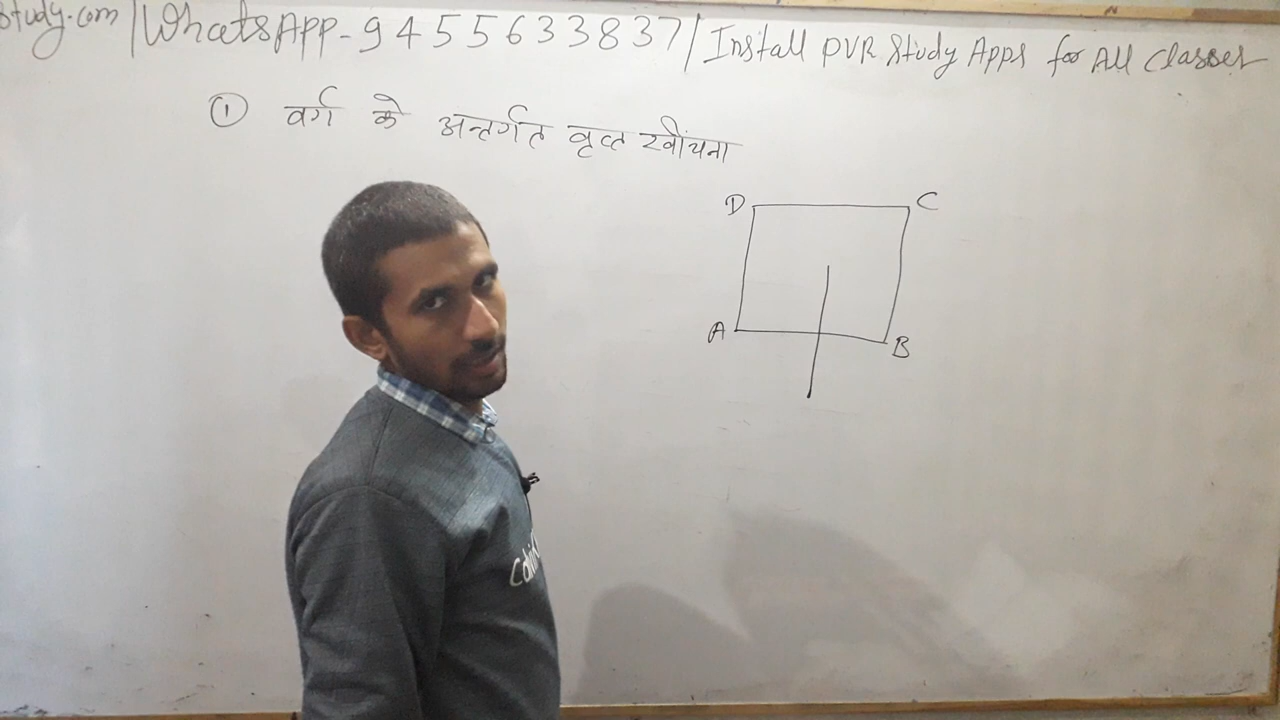 Study.com | WhatsApp-9455633837 / Install PVR Study Apps for All Classes
① वर्ग के अन्तर्गत वृत्त खींचना
D C
A B